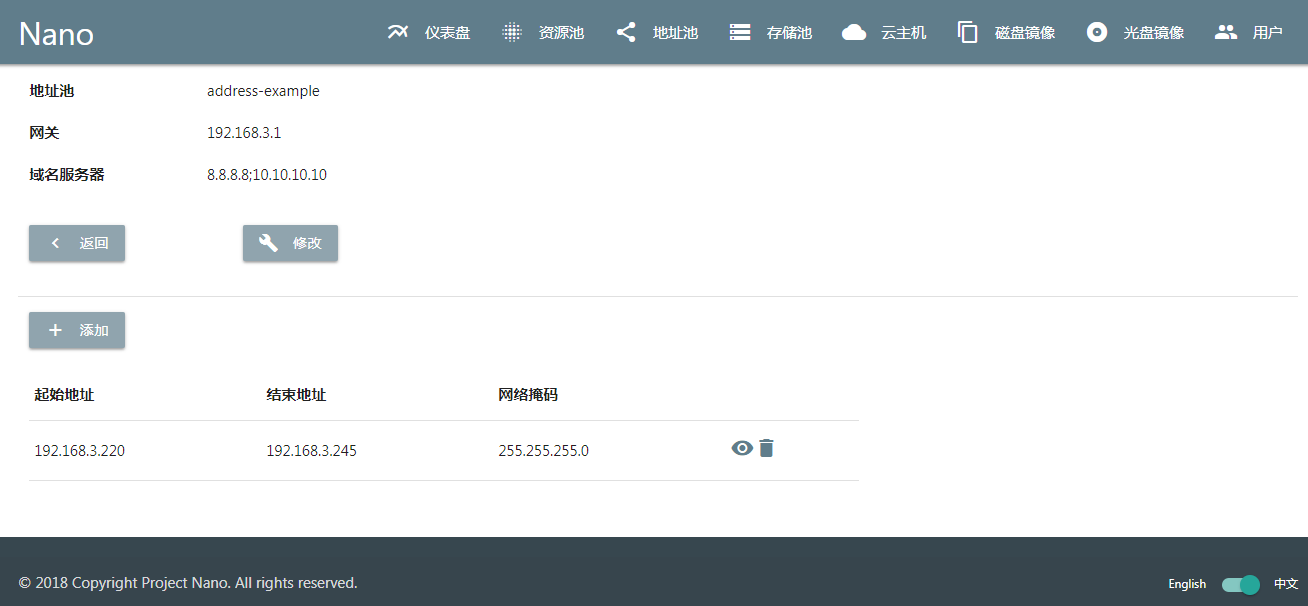 Nano 仪表盘 资源池 地址池 存储池 云主机 磁盘镜像 光盘镜像 用户
地址池 address-example
网关 192.168.3.1
域名服务器 8.8.8.8;10.10.10.10
返回 修改
添加
起始地址 结束地址 网络掩码
192.168.3.220 192.168.3.245 255.255.255.0
© 2018 Copyright Project Nano. All rights reserved. English 中文